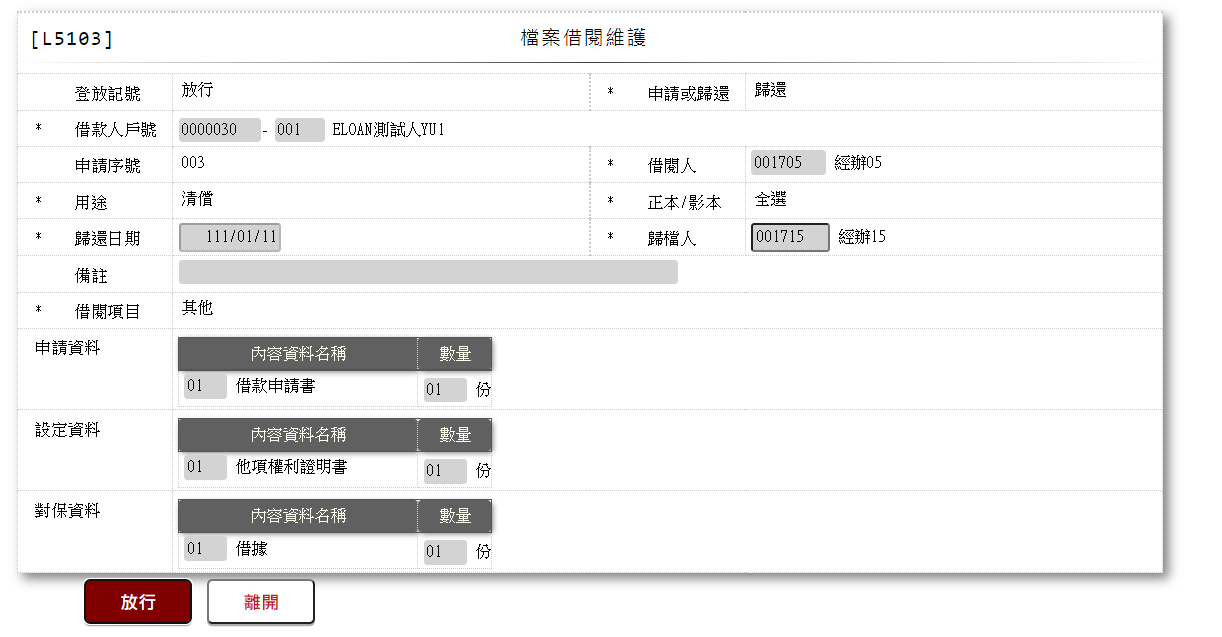 [L5103] 檔案借閱維護
登放記號 放行 * 申請或歸還 歸還
* 借款人戶號 0000030 - 001 ELOAN測試人YU1
申請序號 003 * 借閱人 001705 經辦05
* 用途 清償 * 正本/影本 全選
* 歸還日期 111/01/11 * 歸檔人 001715 經辦15
備註
* 借閱項目 其他
申請資料 內容資料名稱 數量
01 借款申請書 01 份
設定資料 內容資料名稱 數量
01 他項權利證明書 01 份
對保資料 內容資料名稱 數量
01 借據 01 份
放行 離開